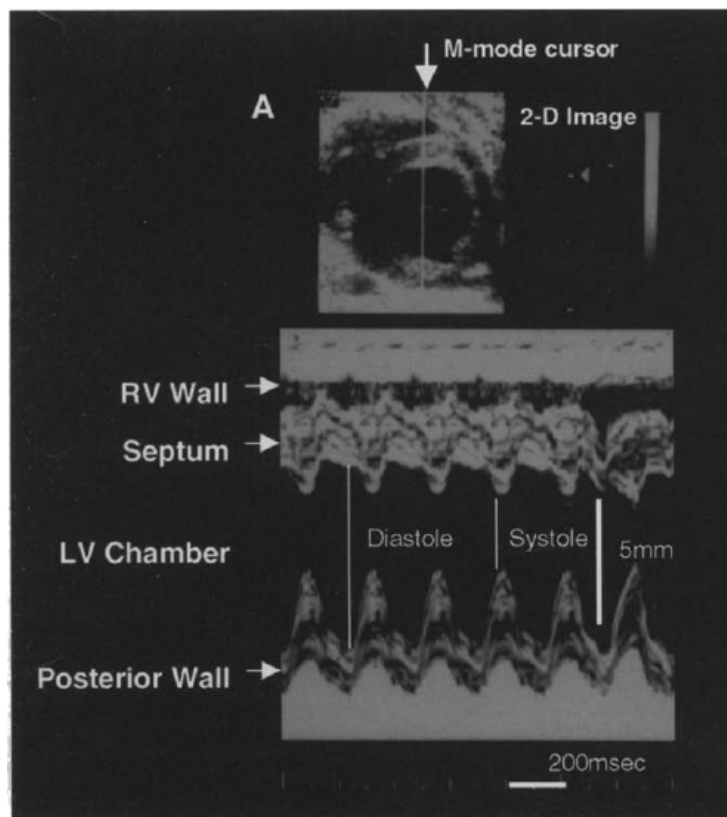 M-mode cursor
A
2-D Image
RV Wall
Septum
LV Chamber
Diastole
Systole
5mm
Posterior Wall
200msec